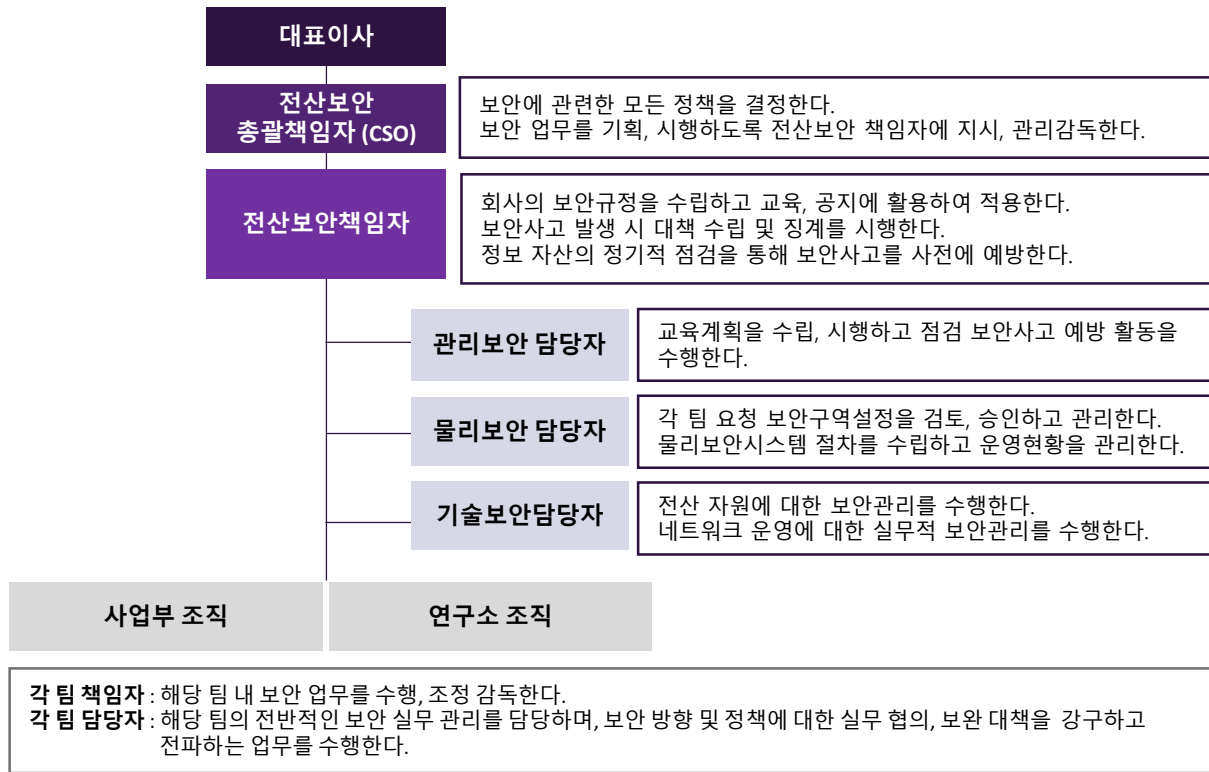 대표이사
전산보안
총괄책임자 (CSO)
보안에 관련한 모든 정책을 결정한다.
보안 업무를 기획, 시행하도록 전산보안 책임자에 지시, 관리감독한다.
전산보안책임자
회사의 보안규정을 수립하고 교육, 공지에 활용하여 적용한다.
보안사고 발생 시 대책 수립 및 징계를 시행한다.
정보 자산의 정기적 점검을 통해 보안사고를 사전에 예방한다.
관리보안 담당자
교육계획을 수립, 시행하고 점검 보안사고 예방 활동을
수행한다.
물리보안 담당자
각 팀 요청 보안구역설정을 검토, 승인하고 관리한다.
물리보안시스템 절차를 수립하고 운영현황을 관리한다.
기술보안담당자
전산 자원에 대한 보안관리를 수행한다.
네트워크 운영에 대한 실무적 보안관리를 수행한다.
사업부 조직
연구소 조직
각 팀 책임자 : 해당 팀 내 보안 업무를 수행, 조정 감독한다.
각 팀 담당자 : 해당 팀의 전반적인 보안 실무 관리를 담당하며, 보안 방향 및 정책에 대한 실무 협의, 보완 대책을 강구하고
전파하는 업무를 수행한다.